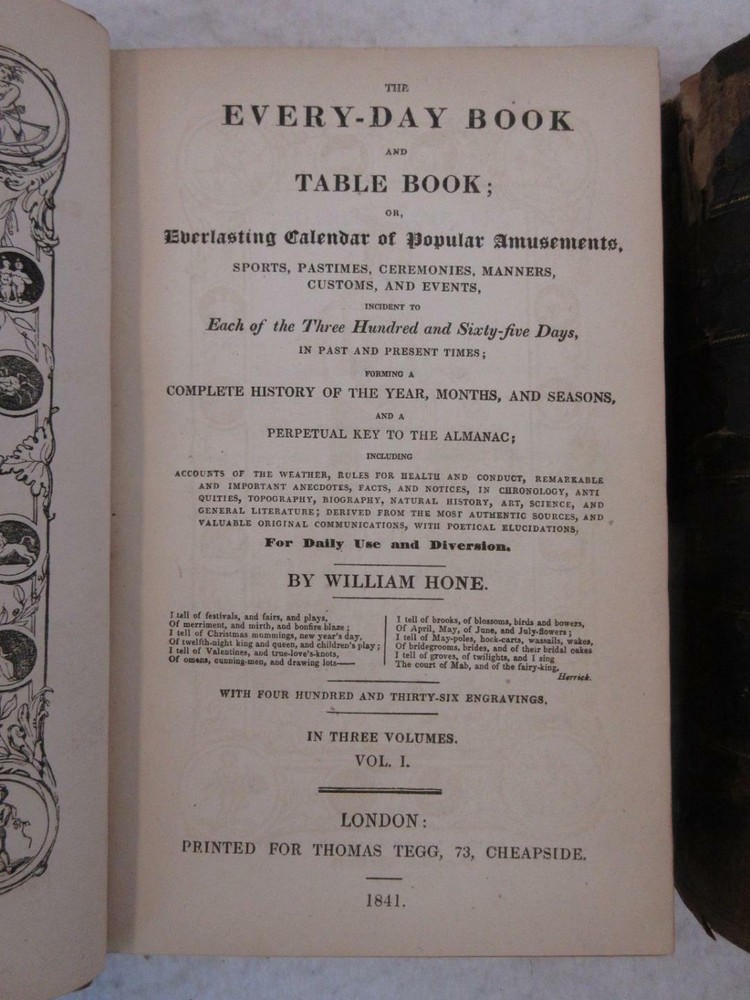 THE
EVERY-DAY BOOK
AND
TABLE BOOK;
OR,
Everlasting Calendar of Popular Amusements,
SPORTS, PASTIMES, CEREMONIES, MANNERS,
CUSTOMS, AND EVENTS,
INCIDENT TO
Each of the Three Hundred and Sixty-five Days,
IN PAST AND PRESENT TIMES;
FORMING A
COMPLETE HISTORY OF THE YEAR, MONTHS, AND SEASONS,
AND A
PERPETUAL KEY TO THE ALMANAC;
INCLUDING
ACCOUNTS OF THE WEATHER, RULES FOR HEALTH AND CONDUCT, REMARKABLE
AND IMPORTANT ANECDOTES, FACTS, AND NOTICES, IN CHRONOLOGY, ANTI
QUITIES, TOPOGRAPHY, BIOGRAPHY, NATURAL HISTORY, ART, SCIENCE, AND
GENERAL LITERATURE; DERIVED FROM THE MOST AUTHENTIC SOURCES, AND
VALUABLE ORIGINAL COMMUNICATIONS, WITH POETICAL ELUCIDATIONS,
For Daily Use and Diversion.
BY WILLIAM HONE.
I tell of festivals, and fairs, and plays,
Of merriment, and mirth, and bonfire blaze;
I tell of Christmas mummings, new year's day,
Of twelfth-night king and queen, and children's play;
I tell of Valentines, and true-love's-knots,
Of omens, cunning-men, and drawing lots—
I tell of brooks, of blossoms, birds and bowers,
Of April, May, of June, and July-flowers;
I tell of May-poles, hock-carts, wassails, wakes,
Of bridegrooms, brides, and of their bridal cakes
I tell of groves, of twilights, and I sing
The court of Mab, and of the fairy-king.
Herrick.
WITH FOUR HUNDRED AND THIRTY-SIX ENGRAVINGS.
IN THREE VOLUMES.
VOL. I.
LONDON:
PRINTED FOR THOMAS TEGG, 73, CHEAPSIDE.
1841.